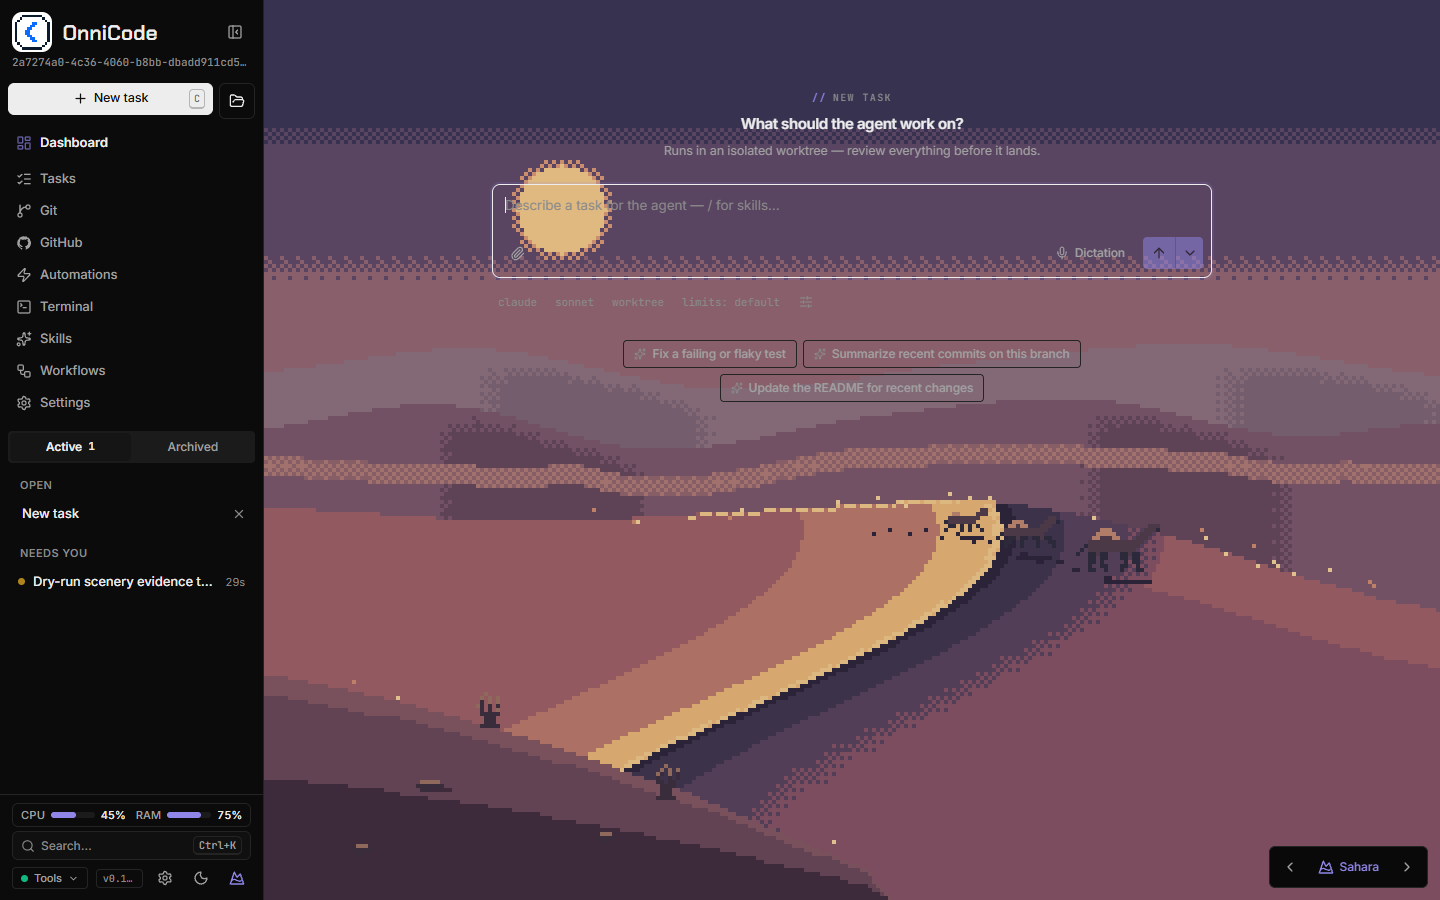 OnniCode
2a7274a0-4c36-4060-b8bb-dbadd911cd5…
New task
C
Dashboard
Tasks
Git
GitHub
Automations
Terminal
Skills
Workflows
Settings
Active 1
Archived
OPEN
New task
NEEDS YOU
Dry-run scenery evidence t… 29s
CPU 45% RAM 75%
Search... Ctrl+K
Tools
v0.1…
// NEW TASK
What should the agent work on?
Runs in an isolated worktree — review everything before it lands.
Describe a task for the agent — / for skills...
Dictation
claude sonnet worktree limits: default
Fix a failing or flaky test
Summarize recent commits on this branch
Update the README for recent changes
Sahara